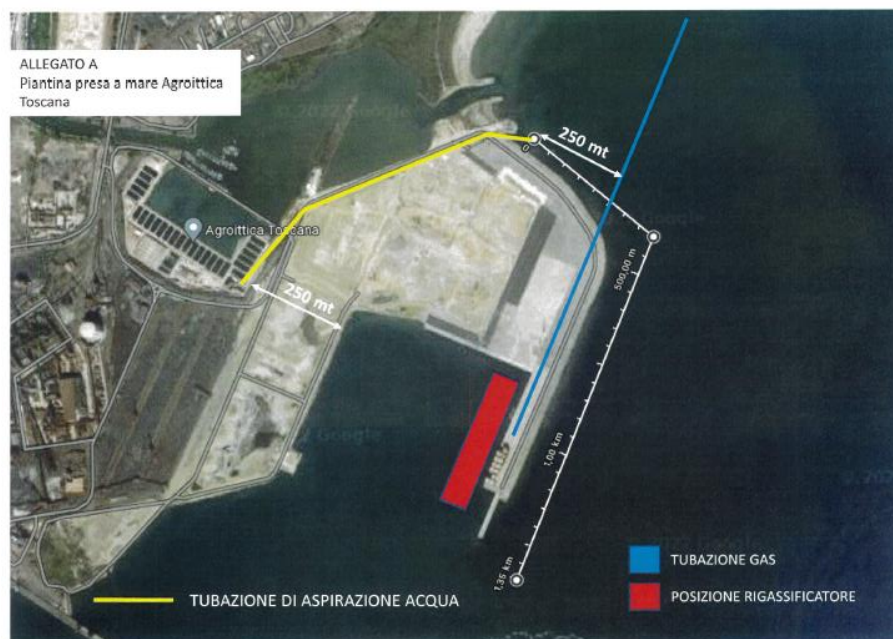 ALLEGATO A
Piantina presa a mare Agroittica
Toscana
250 mt
0
Agroittica Toscana
500,00 m
250 mt
1,00 km
1,35 km
TUBAZIONE GAS
TUBAZIONE DI ASPIRAZIONE ACQUA
POSIZIONE RIGASSIFICATORE